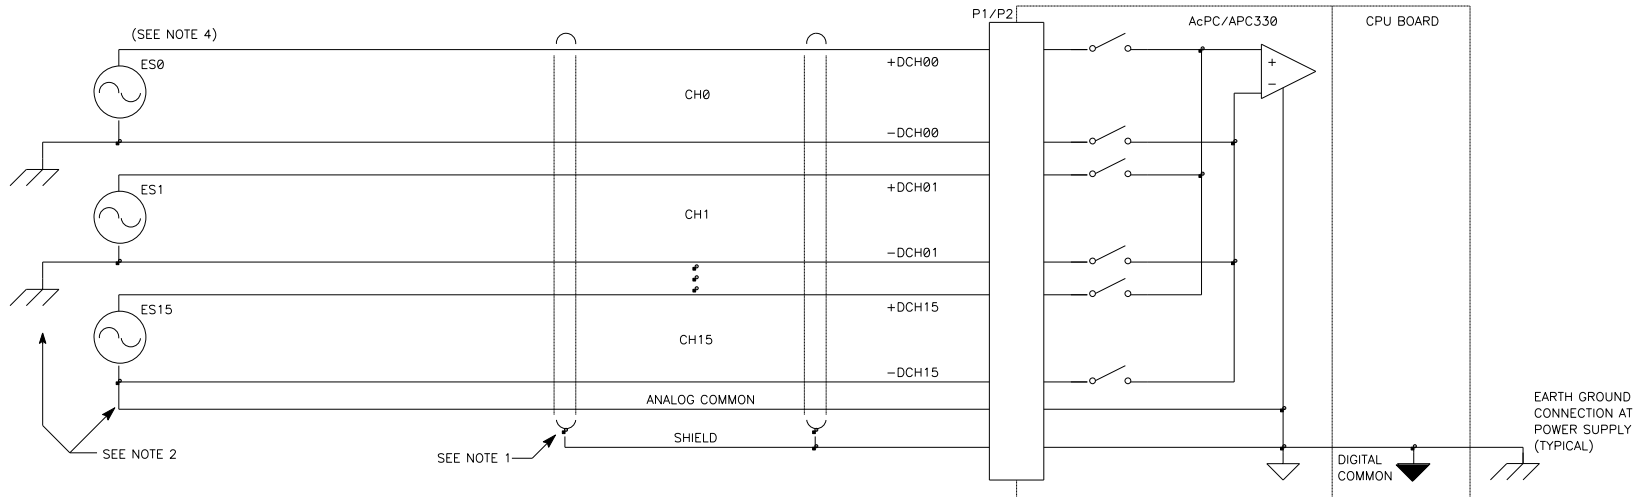 P1/P2
AcPC/APC330
CPU BOARD
(SEE NOTE 4)
ES0
+DCH00
+
−
CH0
−DCH00
ES1
+DCH01
CH1
−DCH01
ES15
+DCH15
CH15
−DCH15
ANALOG COMMON
SHIELD
SEE NOTE 2
SEE NOTE 1
DIGITAL
COMMON
EARTH GROUND
CONNECTION AT
POWER SUPPLY
(TYPICAL)